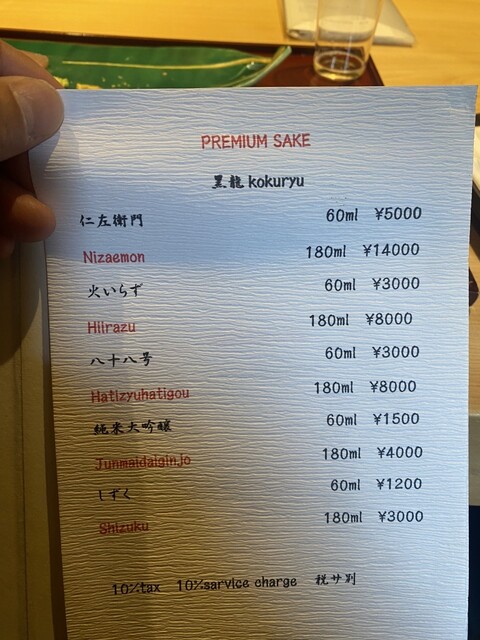 PREMIUM SAKE
黒龍 kokuryu
仁左衛門 60ml ¥5000
Nizaemon 180ml ¥14000
火いらず 60ml ¥3000
Hiirazu 180ml ¥8000
八十八号 60ml ¥3000
Hatizyuhatigou 180ml ¥8000
純米大吟醸 60ml ¥1500
Junmaidaiginjo 180ml ¥4000
しずく 60ml ¥1200
Shizuku 180ml ¥3000
10%tax 10%sarvice charge 税サ別